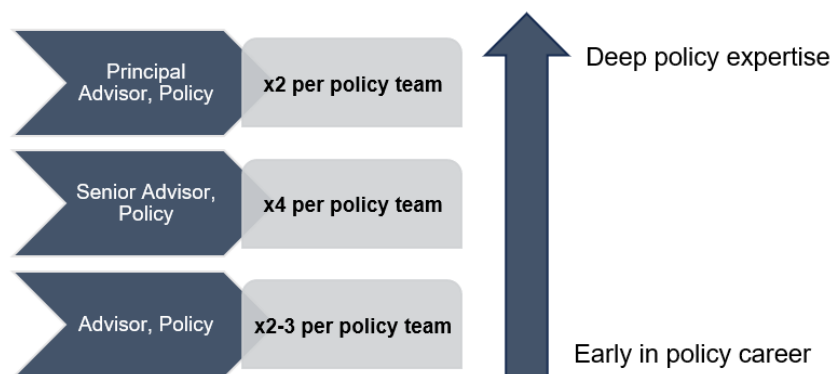 Principal
Advisor, Policy
x2 per policy team
Deep policy expertise
Senior Advisor,
Policy
x4 per policy team
Advisor, Policy
x2-3 per policy team
Early in policy career